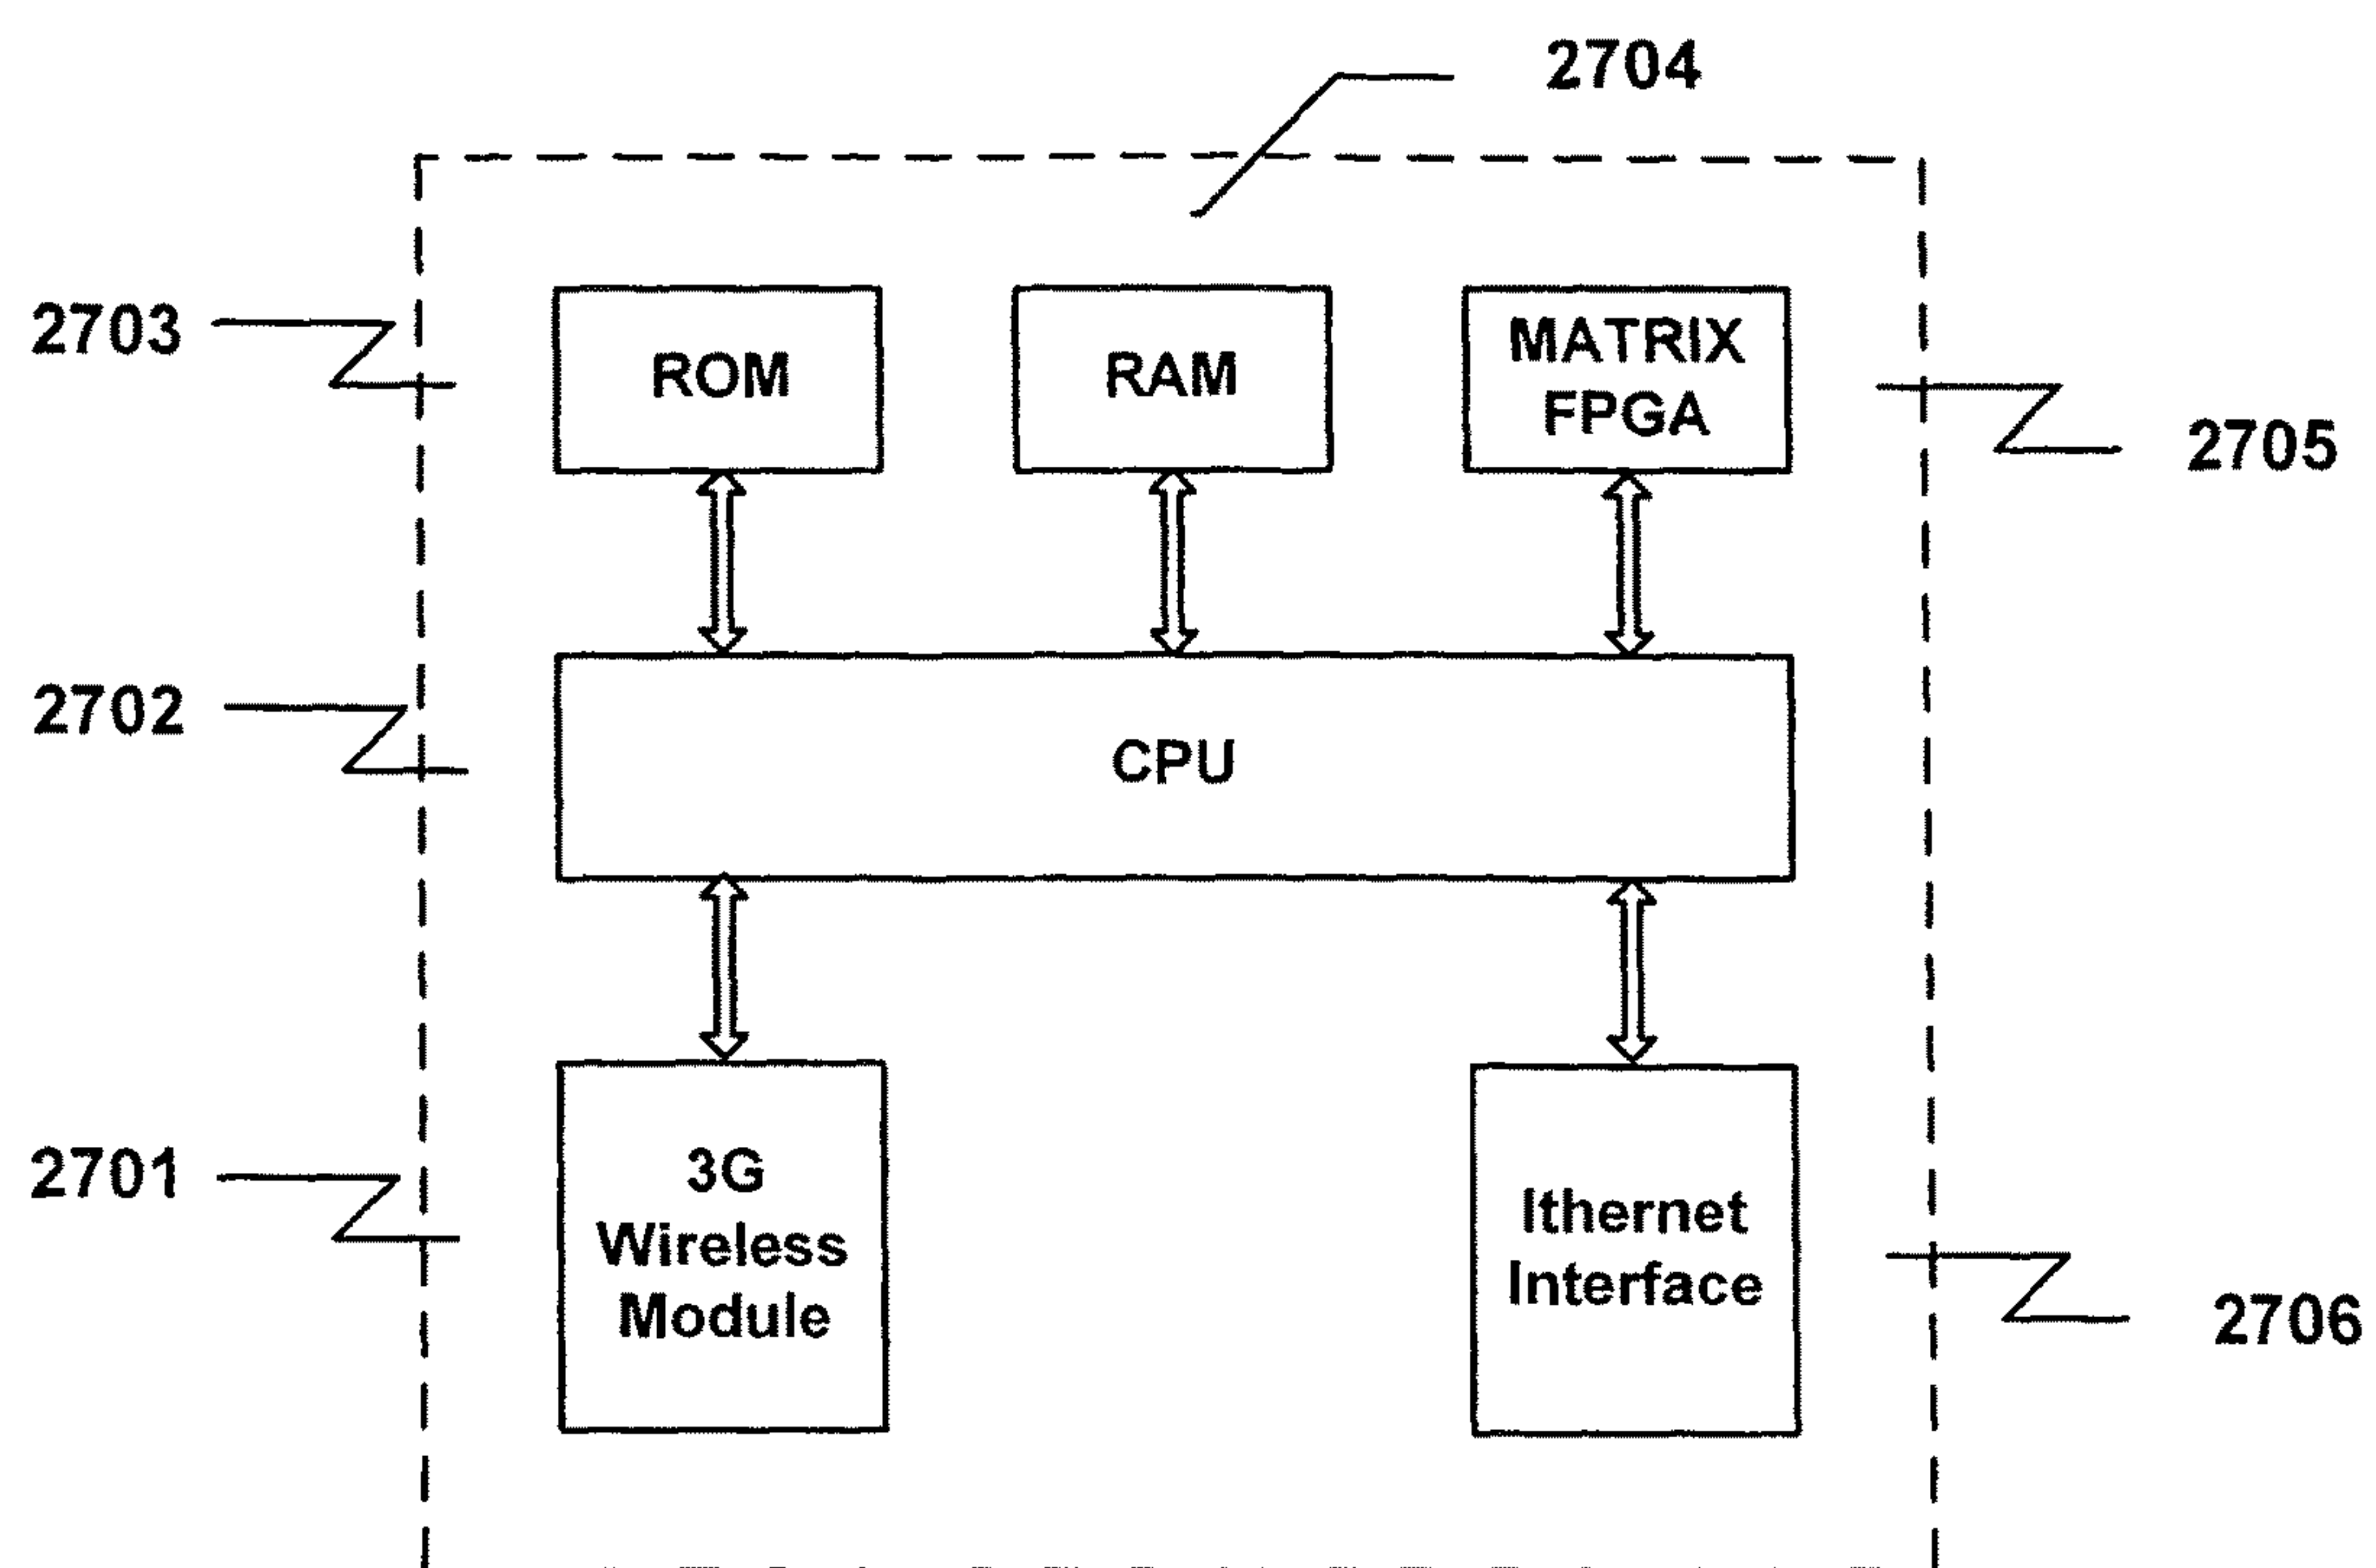 2704
2703
ROM
RAM
MATRIX
FPGA
2705
2702
CPU
2701
3G
Wireless
Module
Ithernet
Interface
2706